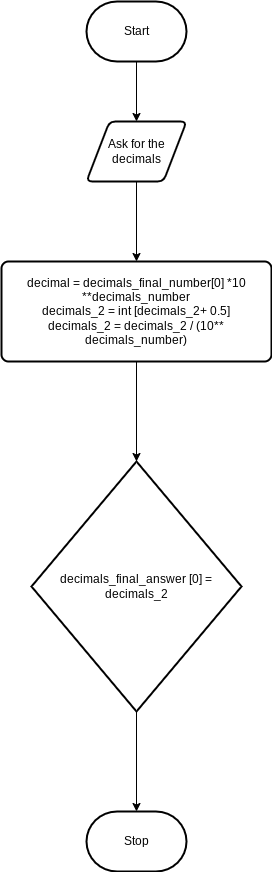 Start
Ask for the
decimals
decimal = decimals_final_number[0] *10
**decimals_number
decimals_2 = int [decimals_2+ 0.5]
decimals_2 = decimals_2 / (10**
decimals_number)
decimals_final_answer [0] =
decimals_2
Stop